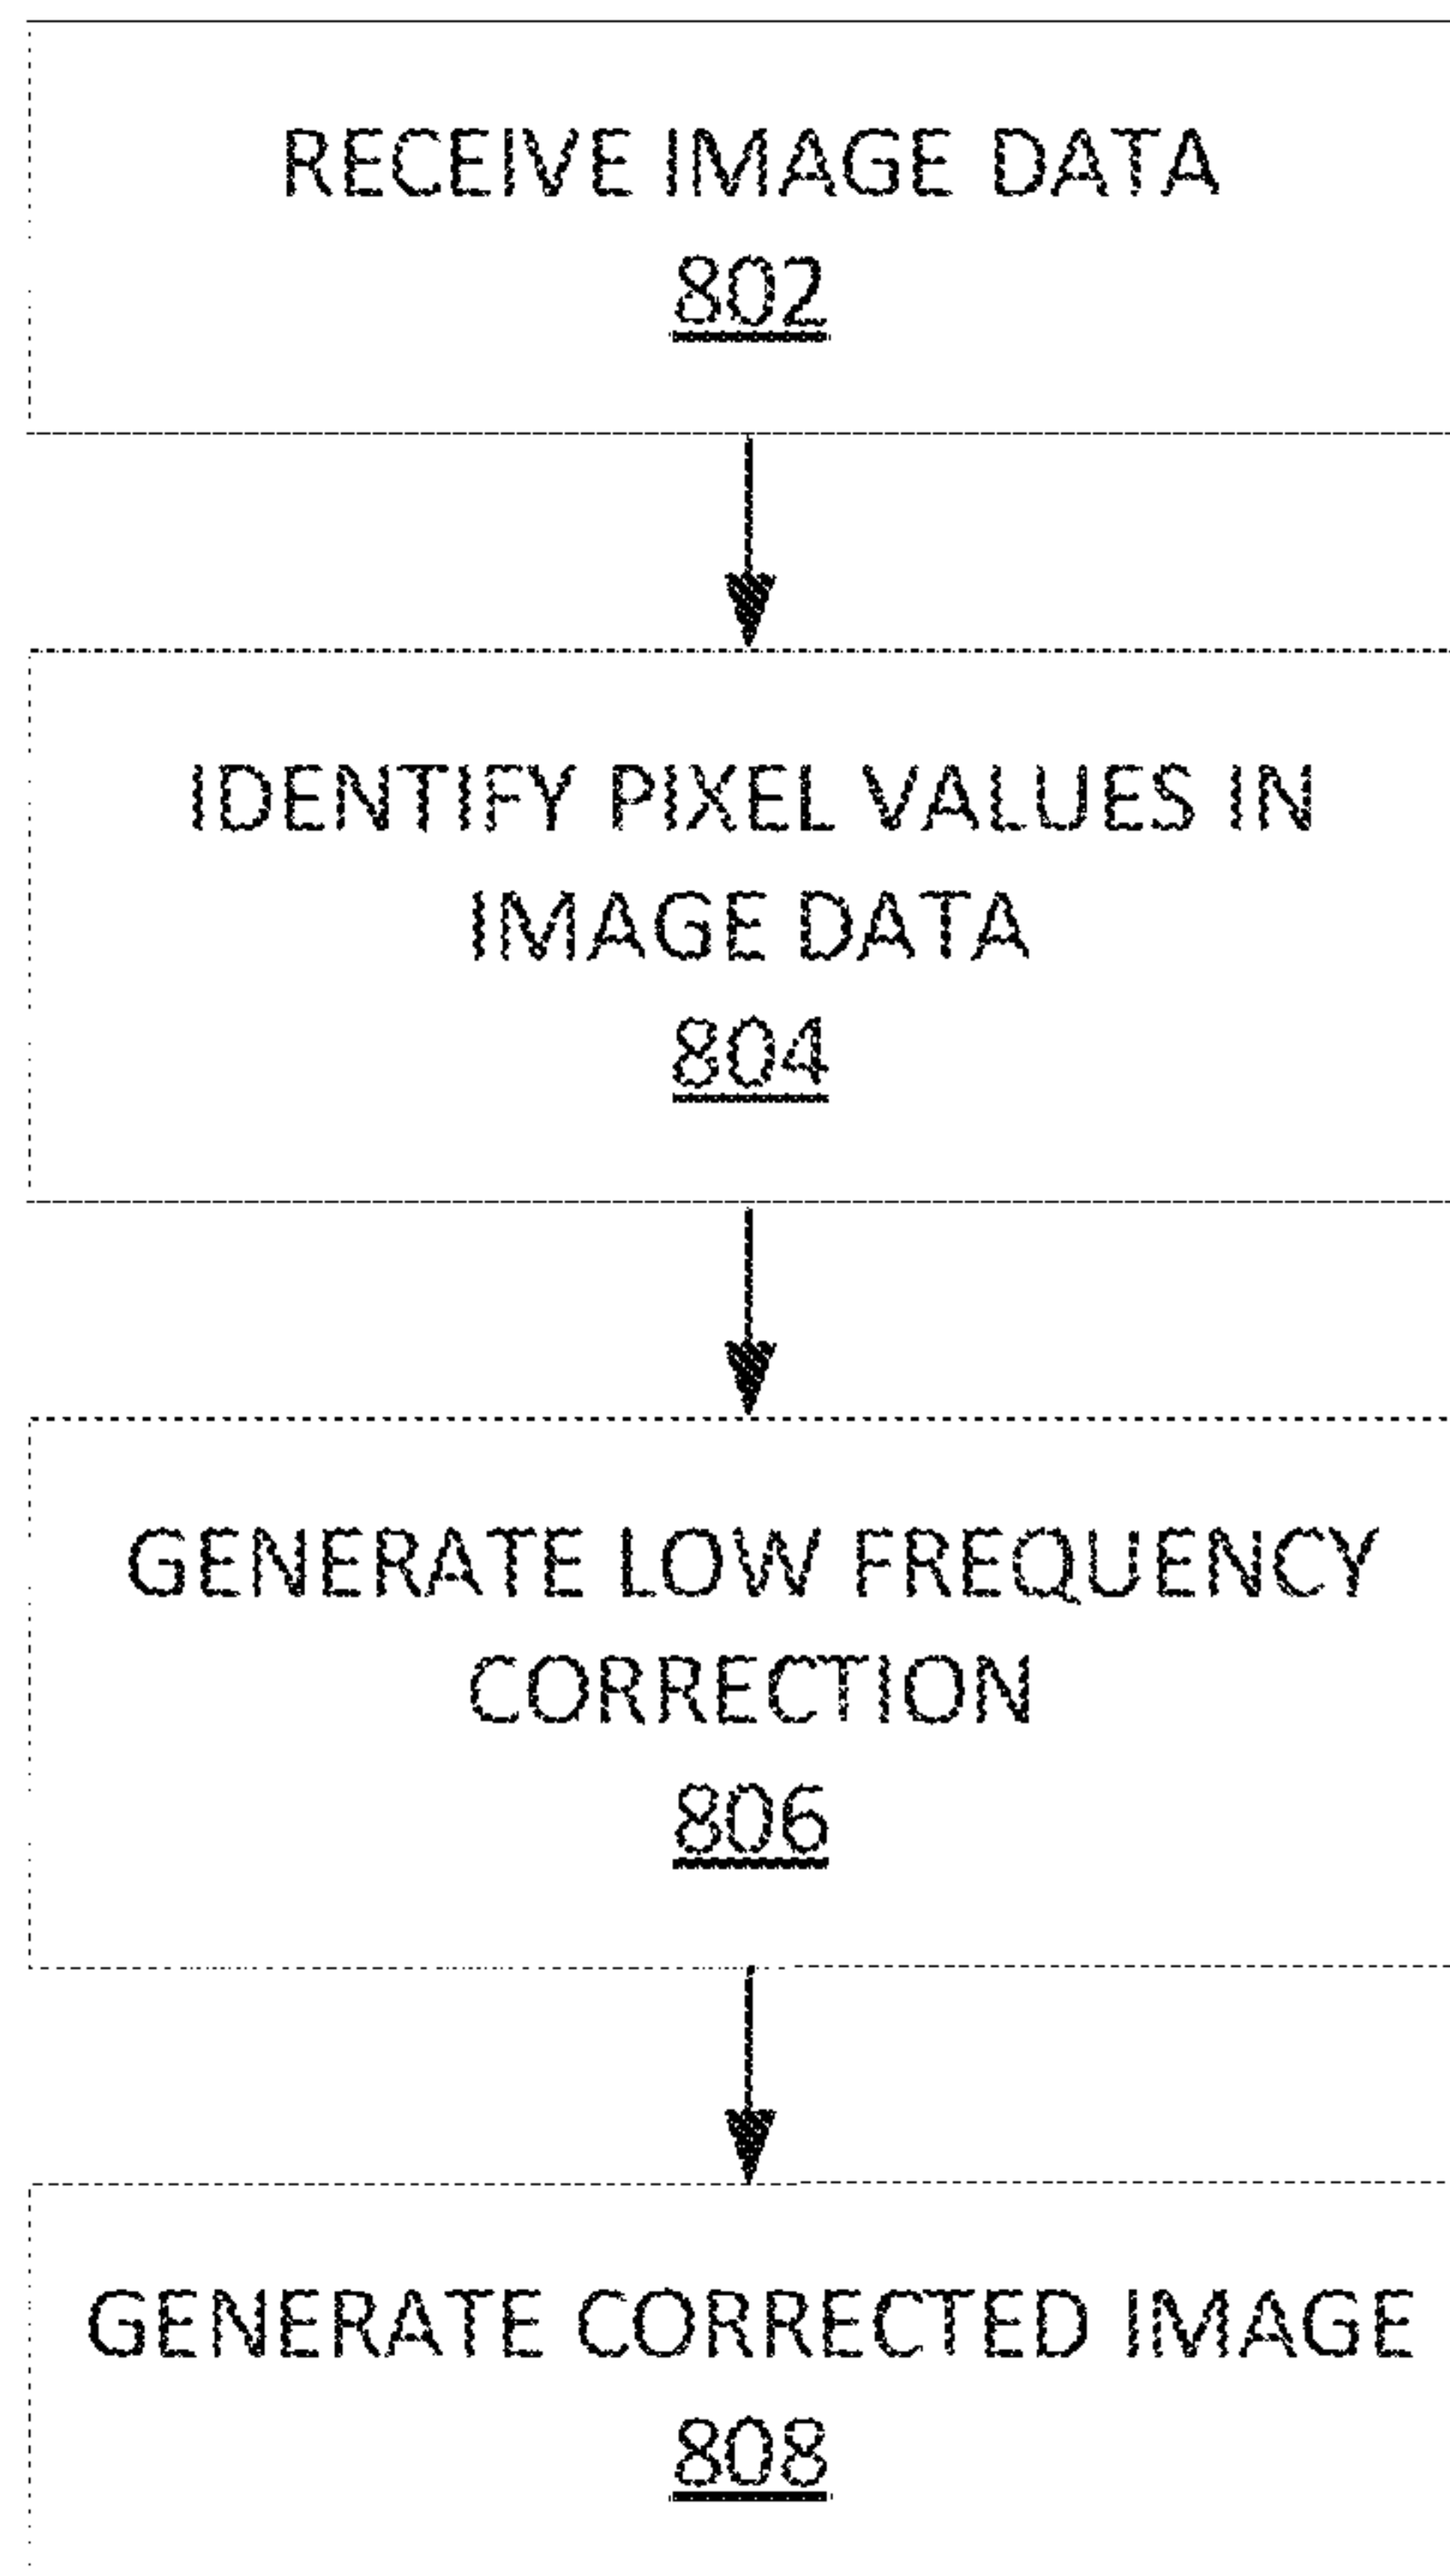 RECEIVE IMAGE DATA
802
IDENTIFY PIXEL VALUES IN
IMAGE DATA
804
GENERATE LOW FREQUENCY
CORRECTION
806
GENERATE CORRECTED IMAGE
808